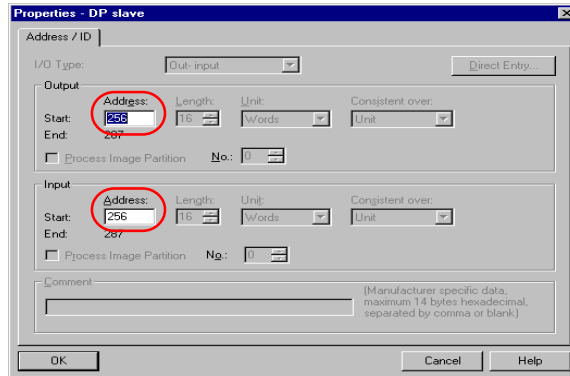 Properties - DP slave
Address / ID
I/O Type: Out- input Direct Entry...
Output
Address: Length: Unit: Consistent over:
Start: 256 16 Words Unit
End: 287
Process Image Partition No.: 0
Input
Address: Length: Unit: Consistent over:
Start: 256 16 Words Unit
End: 287
Process Image Partition No.: 0
Comment
(Manufacturer specific data,
maximum 14 bytes hexadecimal,
separated by comma or blank)
OK Cancel Help